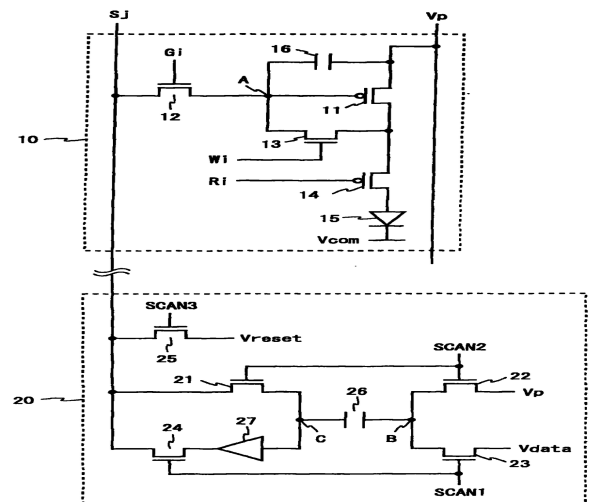 Sj Vp
Gi 16
A
12 11
10 13
Wi
Ri
14
15
Vcom
SCAN3
Vreset SCAN2
25
21 26 22
20 Vp
24 27 C B
Vdata
23
SCAN1